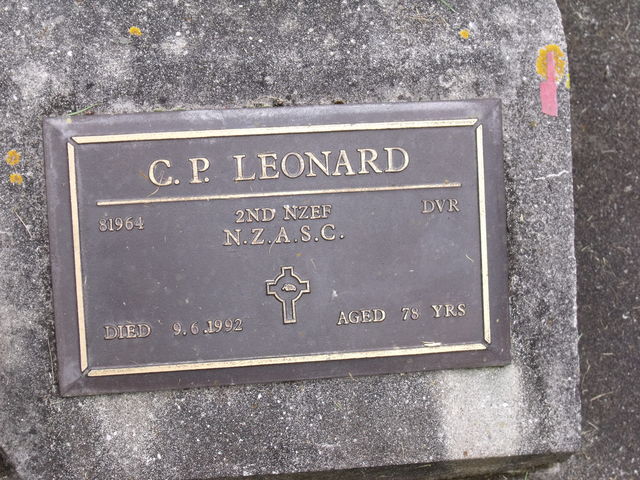 C. P. LEONARD
81964 2ND NZEF DVR
N.Z.A.S.C.
DIED 9.6.1992 AGED 78 YRS